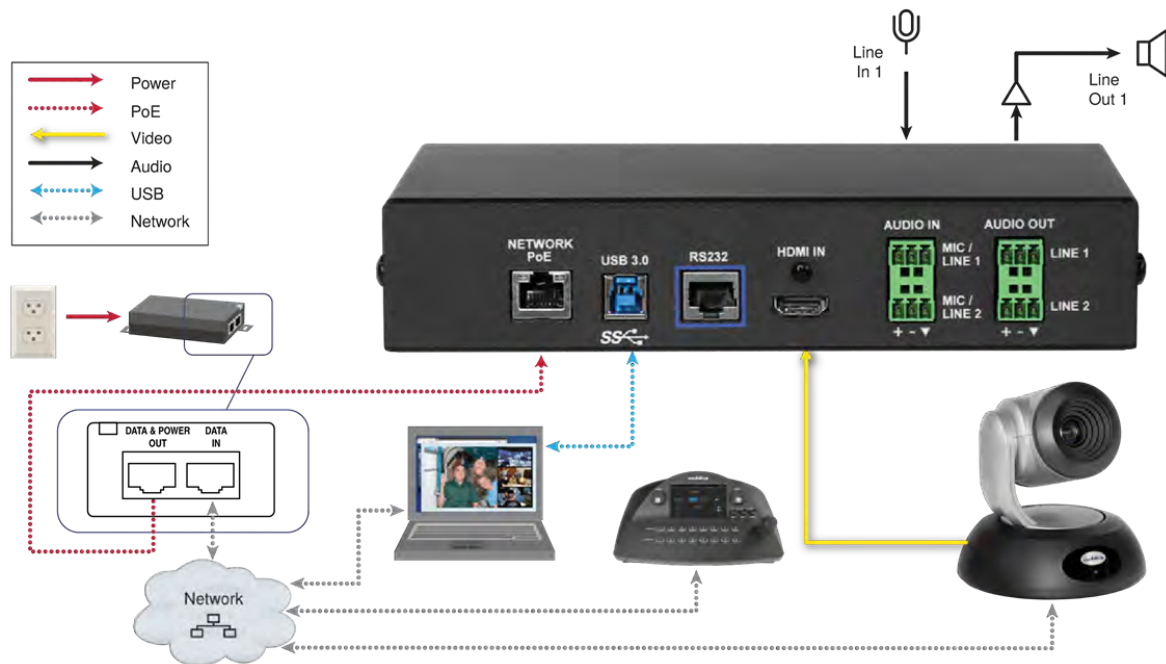 Power
PoE
Video
Audio
USB
Network
Line
In 1
Line
Out 1
NETWORK
PoE
USB 3.0
RS232
HDMI IN
AUDIO IN
AUDIO OUT
MIC /
LINE 1
LINE 1
MIC /
LINE 2
LINE 2
SS
+ -
+ -
DATA & POWER
OUT
DATA
IN
Network